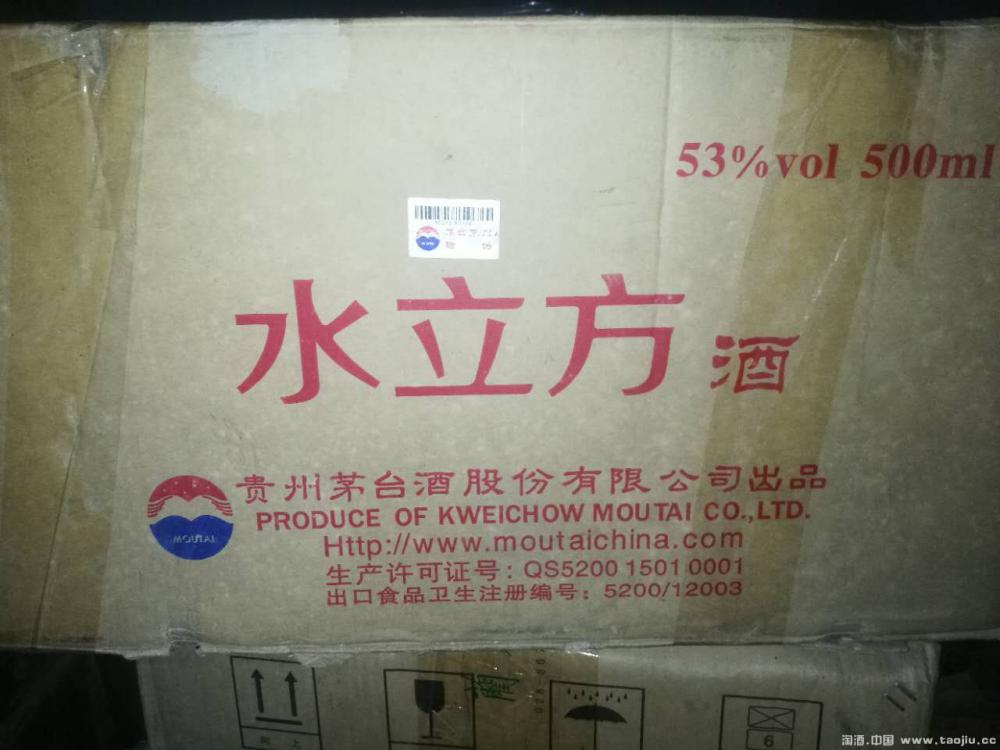 53%vol 500ml
水立方 酒
贵州茅台酒股份有限公司出品
PRODUCE OF KWEICHOW MOUTAI CO.,LTD.
MOUTAI
Http://www.moutaichina.com
生产许可证号: QS5200 1501 0001
出口食品卫生注册编号: 5200/12003
6
淘酒.中国 www.taojiu.cc